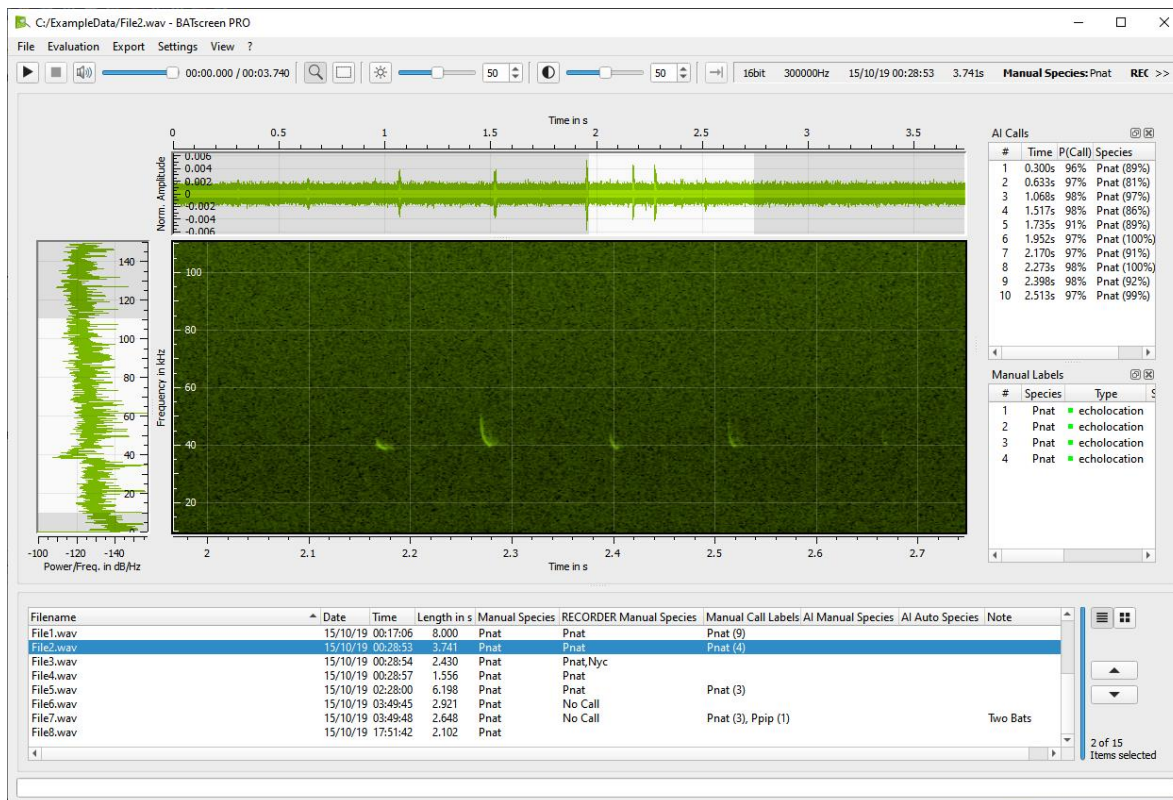 C:/ExampleData/File2.wav - BATscreen PRO
File Evaluation Export Settings View ?
00:00.000 / 00:03.740 50 50 16bit 300000Hz 15/10/19 00:28:53 3.741s Manual Species: Pnat REC >>
Time in s
0 0.5 1 1.5 2 2.5 3 3.5
Norm. Amplitude
0.006
0.004
0.002
0
-0.002
-0.004
-0.006
AI Calls
# Time P(Call) Species
1 0.300s 96% Pnat (89%)
2 0.633s 97% Pnat (81%)
3 1.068s 98% Pnat (97%)
4 1.517s 98% Pnat (86%)
5 1.735s 91% Pnat (89%)
6 1.952s 97% Pnat (100%)
7 2.170s 97% Pnat (91%)
8 2.273s 98% Pnat (100%)
9 2.398s 98% Pnat (92%)
10 2.513s 97% Pnat (99%)
140
120
100
80
60
40
20
0
-100 -120 -140
Power/Freq. in dB/Hz
Frequency in kHz
100
80
60
40
20
2 2.1 2.2 2.3 2.4 2.5 2.6 2.7
Time in s
Manual Labels
# Species Type S
1 Pnat echolocation
2 Pnat echolocation
3 Pnat echolocation
4 Pnat echolocation
Filename Date Time Length in s Manual Species RECORDER Manual Species Manual Call Labels AI Manual Species AI Auto Species Note
File1.wav 15/10/19 00:17:06 8.000 Pnat Pnat Pnat (9)
File2.wav 15/10/19 00:28:53 3.741 Pnat Pnat Pnat (4)
File3.wav 15/10/19 00:28:54 2.430 Pnat Pnat,Nyc
File4.wav 15/10/19 00:28:57 1.556 Pnat Pnat
File5.wav 15/10/19 02:28:00 6.198 Pnat Pnat Pnat (3)
File6.wav 15/10/19 03:49:45 2.921 Pnat No Call
File7.wav 15/10/19 03:49:48 2.648 Pnat No Call Pnat (3), Ppip (1) Two Bats
File8.wav 15/10/19 17:51:42 2.102 Pnat
2 of 15
Items selected